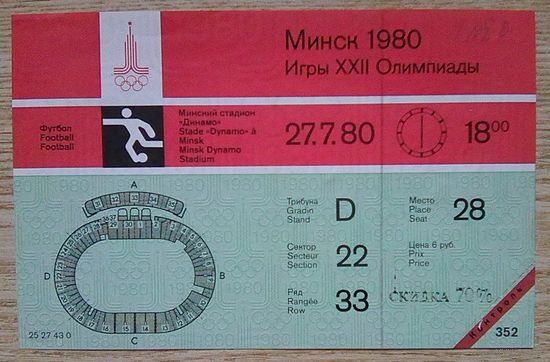 Минск 1980
Игры XXII Олимпиады
Футбол
Football
Football
Минский стадион
«Динамо»
Stade «Dynamo» à
Minsk
Minsk Dynamo
Stadium
27.7.80
18⁰⁰
A
B
C
D
Трибуна
Gradin
Stand
D
Место
Place
Seat
28
Сектор
Secteur
Section
22
Цена 6 руб.
Prix
Price
Ряд
Rangée
Row
33
СКИДКА 70%
Контроль
25 27 43 0
352